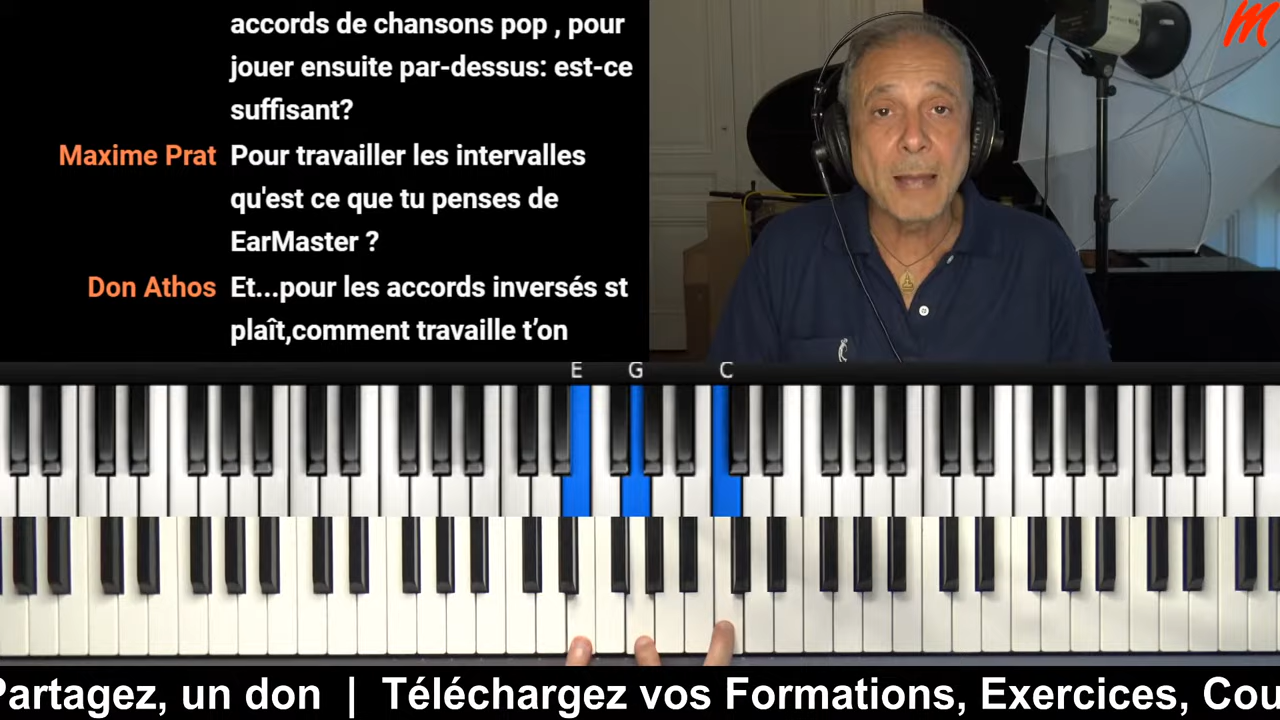 accords de chansons pop , pour
jouer ensuite par-dessus: est-ce
suffisant?
Maxime Prat Pour travailler les intervalles
qu'est ce que tu penses de
EarMaster ?
Don Athos Et...pour les accords inversés st
plaît,comment travaille t’on
M
E G C
Partagez, un don | Téléchargez vos Formations, Exercices, Cou